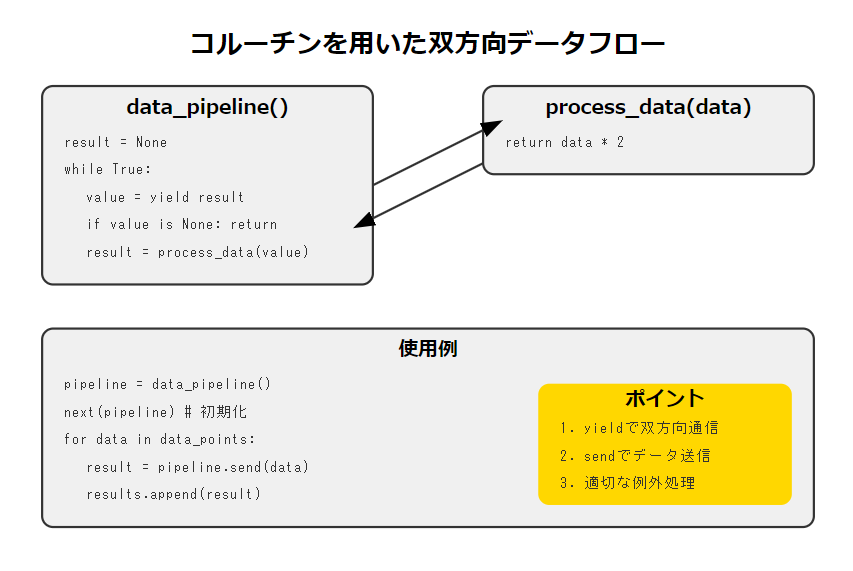 コルーチンを用いた双方向データフロー
data_pipeline()
result = None
while True:
value = yield result
if value is None: return
result = process_data(value)
process_data(data)
return data * 2
使用例
pipeline = data_pipeline()
next(pipeline) # 初期化
for data in data_points:
result = pipeline.send(data)
results.append(result)
ポイント
1. yieldで双方向通信
2. sendでデータ送信
3. 適切な例外処理